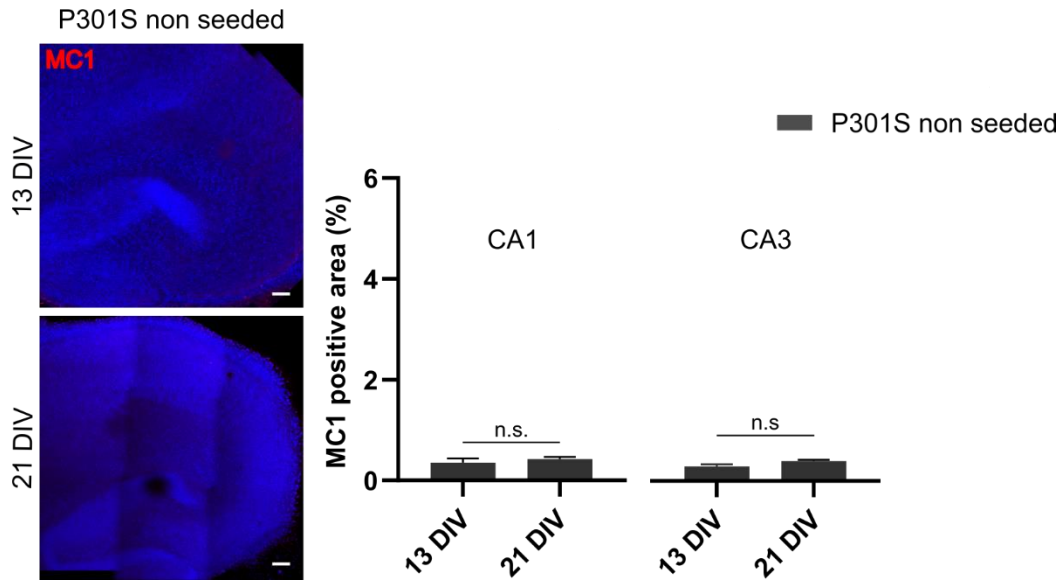 P301S non seeded
MC1
13 DIV
21 DIV
P301S non seeded
MC1 positive area (%)
6
4
2
0
CA1
n.s.
13 DIV
21 DIV
CA3
n.s
13 DIV
21 DIV